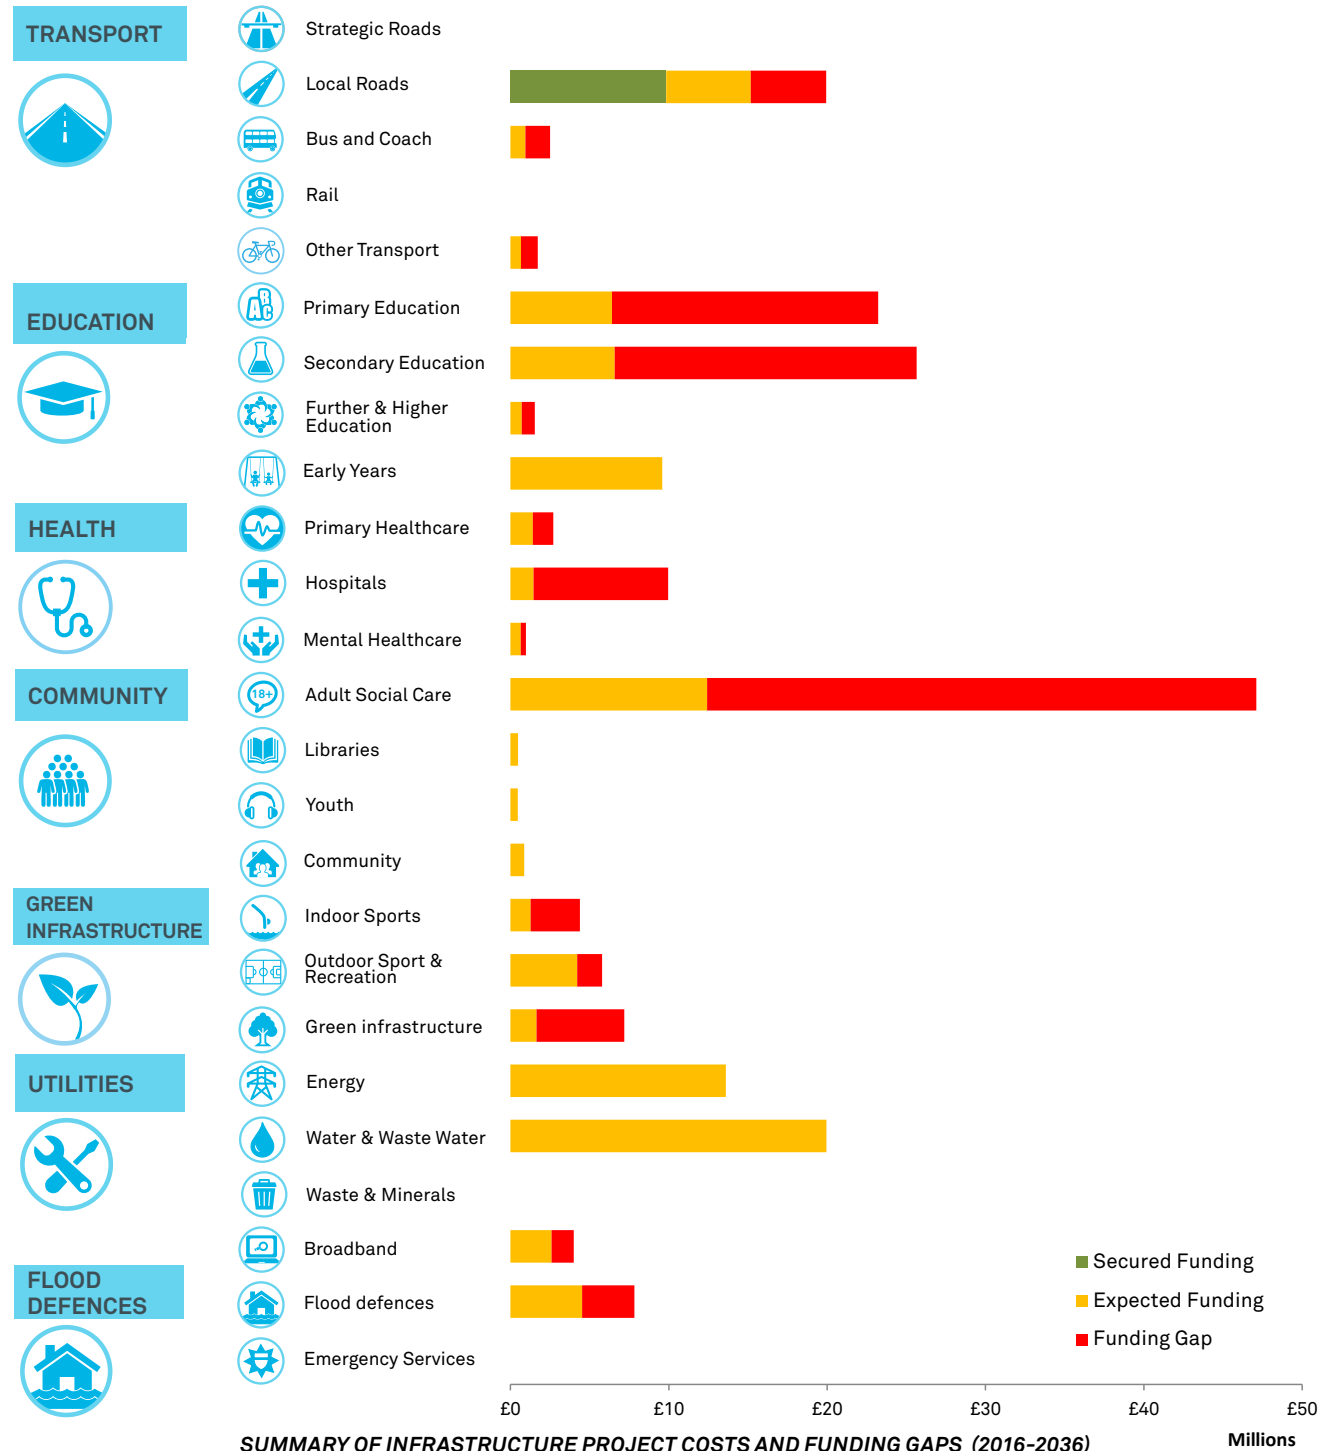 TRANSPORT
Strategic Roads
Local Roads
Bus and Coach
Rail
Other Transport
EDUCATION
ABC
Primary Education
Secondary Education
Further & Higher
Education
Early Years
HEALTH
Primary Healthcare
Hospitals
Mental Healthcare
COMMUNITY
18+
Adult Social Care
Libraries
Youth
Community
GREEN
INFRASTRUCTURE
Indoor Sports
Outdoor Sport &
Recreation
Green infrastructure
UTILITIES
Energy
Water & Waste Water
Waste & Minerals
Broadband
FLOOD
DEFENCES
Flood defences
Emergency Services
Secured Funding
Expected Funding
Funding Gap
£0 £10 £20 £30 £40 £50
Millions
SUMMARY OF INFRASTRUCTURE PROJECT COSTS AND FUNDING GAPS (2016-2036)